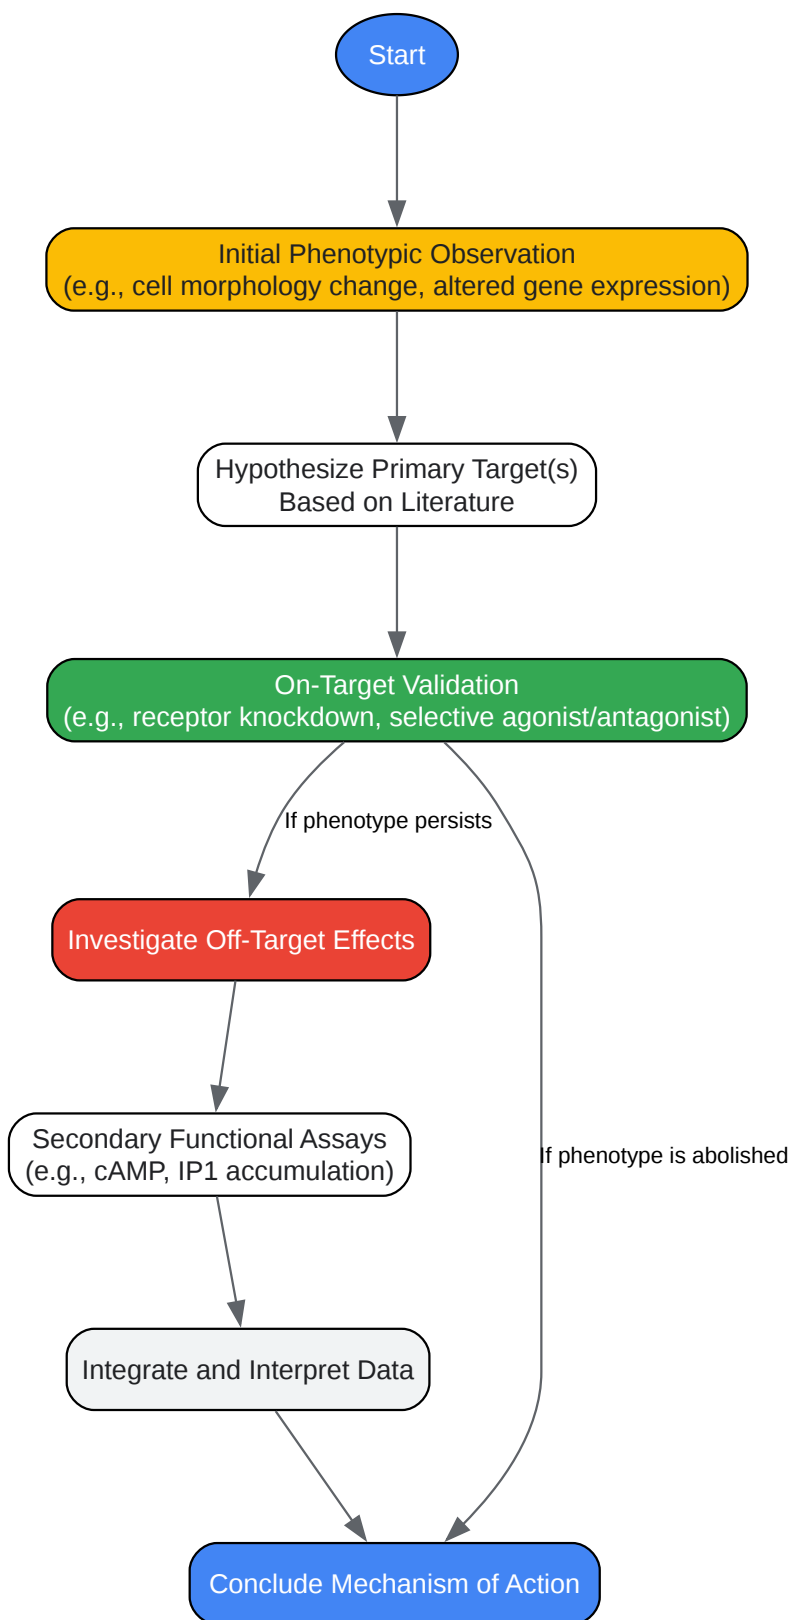 Start
Initial Phenotypic Observation
(e.g., cell morphology change, altered gene expression)
Hypothesize Primary Target(s)
Based on Literature
On-Target Validation
(e.g., receptor knockdown, selective agonist/antagonist)
If phenotype persists
Investigate Off-Target Effects
Secondary Functional Assays
(e.g., cAMP, IP1 accumulation)
If phenotype is abolished
Integrate and Interpret Data
Conclude Mechanism of Action